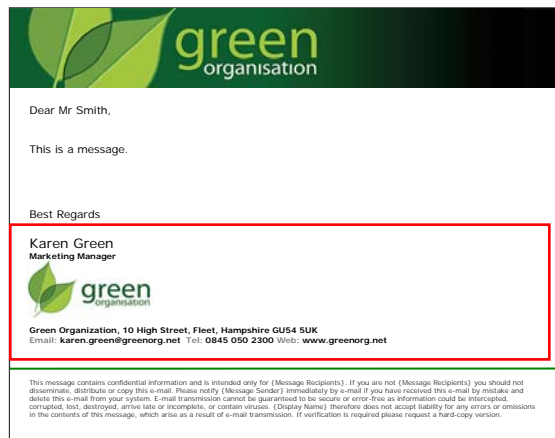 green
organisation
Dear Mr Smith,
This is a message.
Best Regards
Karen Green
Marketing Manager
green
organisation
Green Organization, 10 High Street, Fleet, Hampshire GU54 5UK
Email: karen.green@greenorg.net Tel: 0845 050 2300 Web: www.greenorg.net
This message contains confidential information and is intended only for {Message Recipients}. If you are not {Message Recipients} you should not
disseminate, distribute or copy this e-mail. Please notify {Message Sender} immediately by e-mail if you have received this e-mail by mistake and
delete this e-mail from your system. E-mail transmission cannot be guaranteed to be secure or error-free as information could be intercepted,
corrupted, lost, destroyed, arrive late or incomplete, or contain viruses. {Display Name} therefore does not accept liability for any errors or omissions
in the contents of this message, which arise as a result of e-mail transmission. If verification is required please request a hard-copy version.